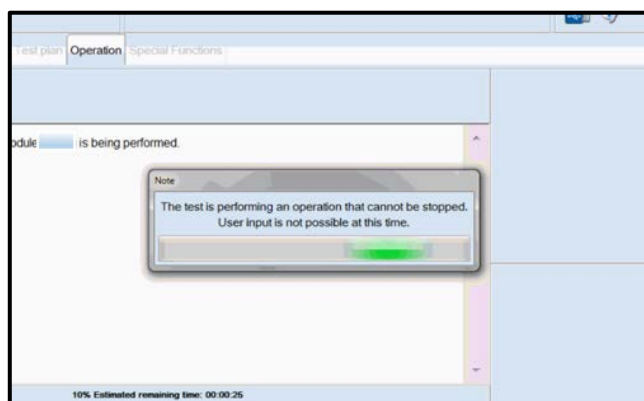 Test plan Operation Special Functions
is being performed.
Note
The test is performing an operation that cannot be stopped.
User input is not possible at this time.
10% Estimated remaining time: 00:00:25